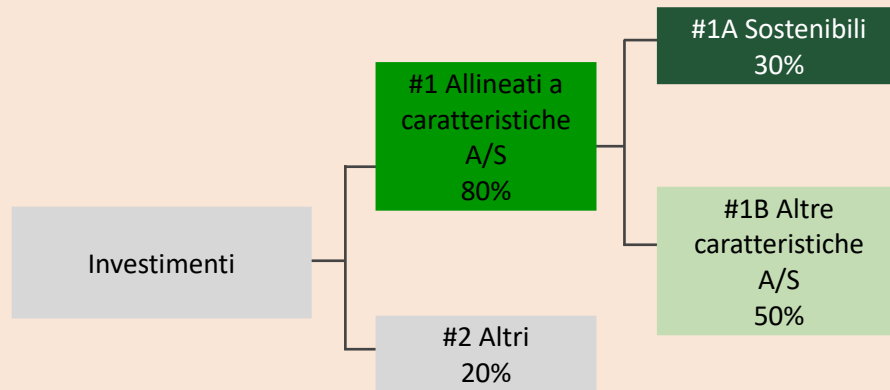 Investimenti
#1 Allineati a
caratteristiche
A/S
80%
#2 Altri
20%
#1A Sostenibili
30%
#1B Altre
caratteristiche
A/S
50%